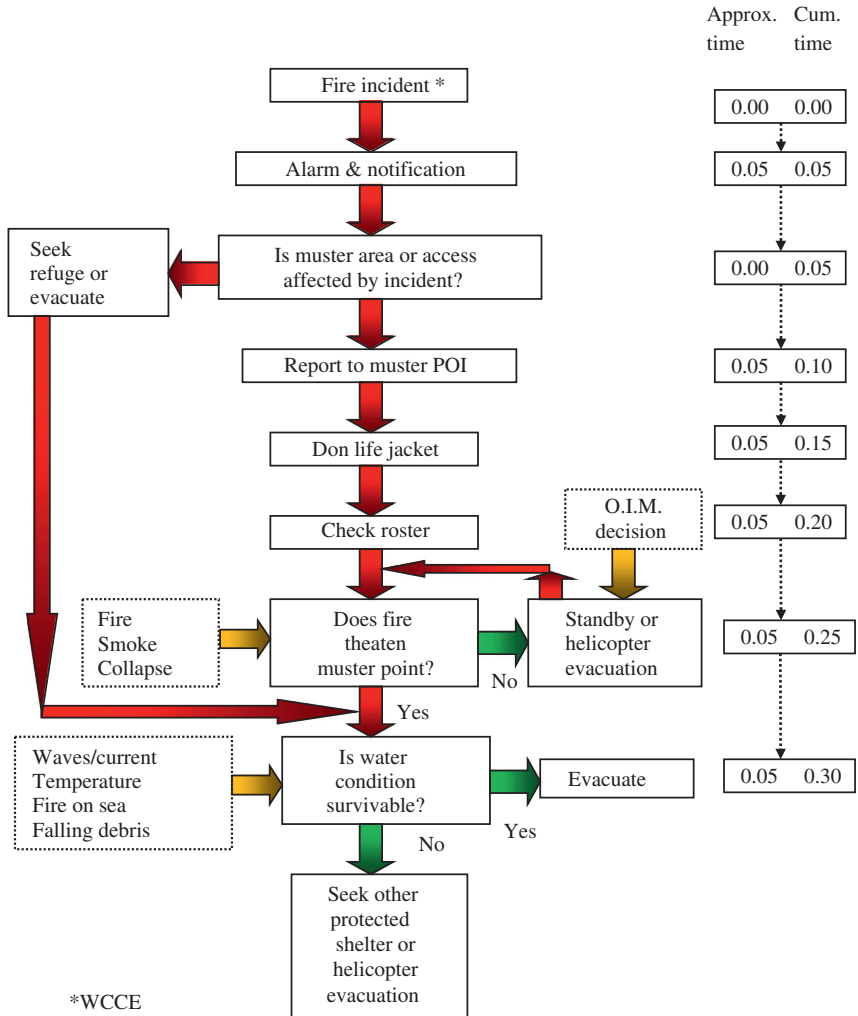 Approx. Cum.
time time
Fire incident *
0.00 0.00
Alarm & notification
0.05 0.05
Seek
refuge or
evacuate
Is muster area or access
affected by incident?
0.00 0.05
Report to muster POI
0.05 0.10
Don life jacket
0.05 0.15
Check roster
O.I.M.
decision
0.05 0.20
Fire
Smoke
Collapse
Does fire
theaten
muster point?
No
Standby or
helicopter
evacuation
0.05 0.25
Yes
Waves/current
Temperature
Fire on sea
Falling debris
Is water
condition
survivable?
Yes
Evacuate
0.05 0.30
No
Seek other
protected
shelter or
helicopter
evacuation
*WCCE